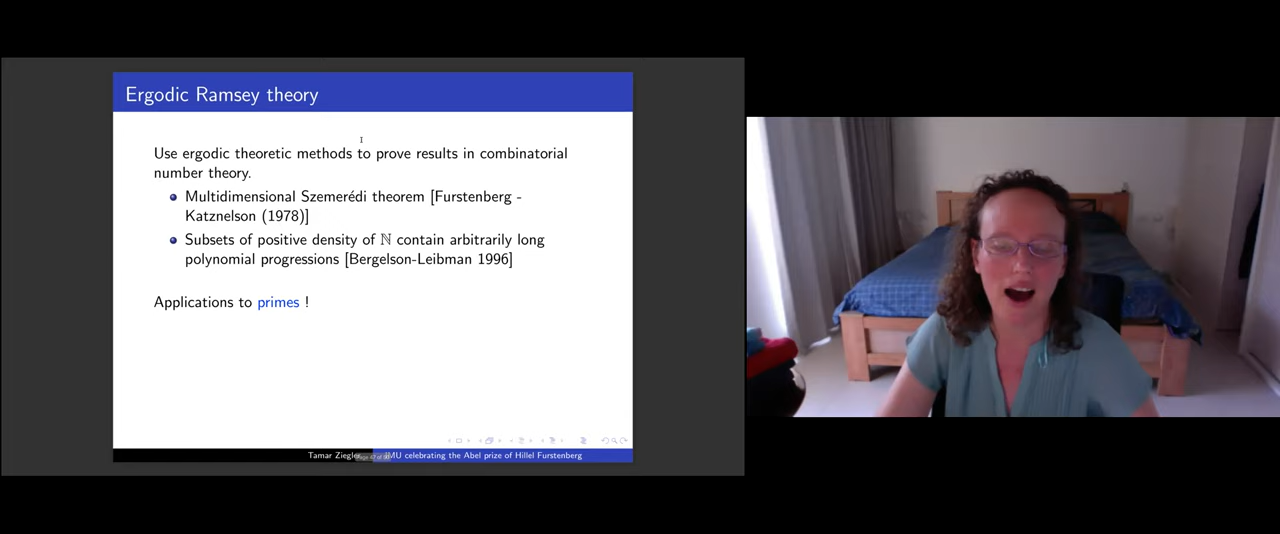 Ergodic Ramsey theory
Use ergodic theoretic methods to prove results in combinatorial
number theory.
Multidimensional Szemerédi theorem [Furstenberg -
Katznelson (1978)]
Subsets of positive density of ℕ contain arbitrarily long
polynomial progressions [Bergelson-Leibman 1996]
Applications to primes !
Tamar Ziegler
IMU celebrating the Abel prize of Hillel Furstenberg